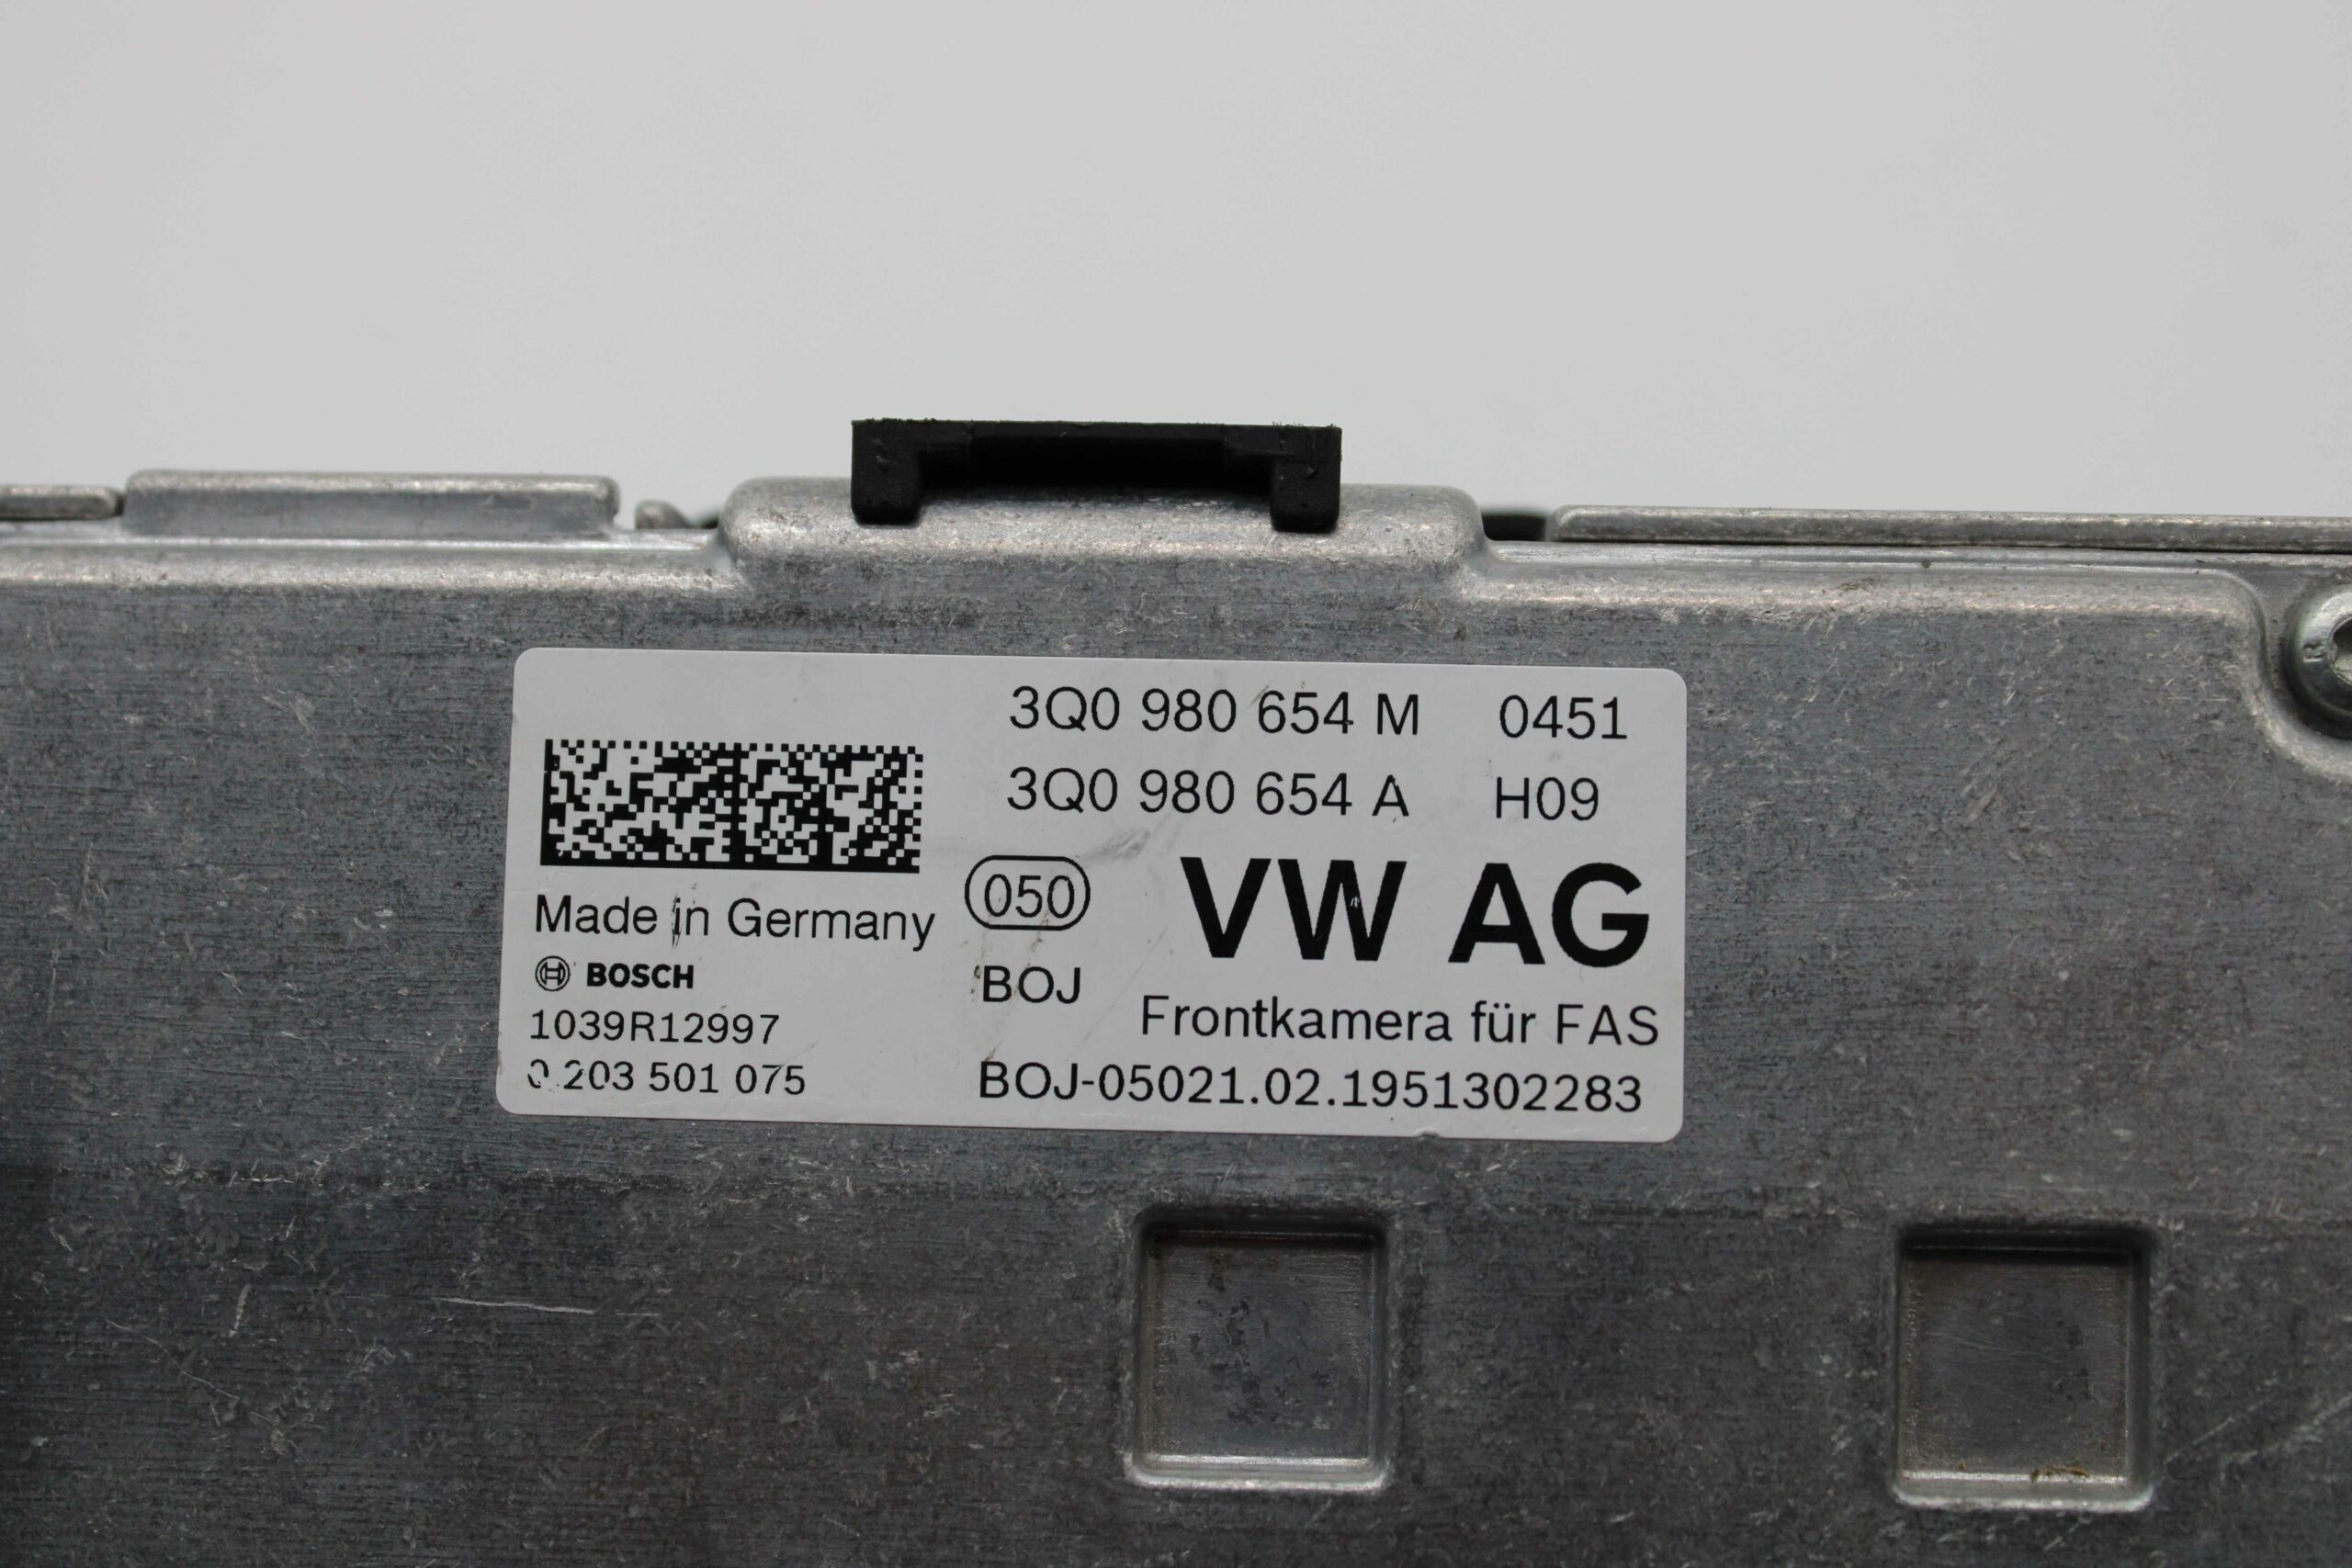 3Q0 980 654 M 0451
3Q0 980 654 A H09
Made in Germany
050
VW AG
BOSCH
BOJ
1039R12997
Frontkamera für FAS
0 203 501 075
BOJ-05021.02.1951302283